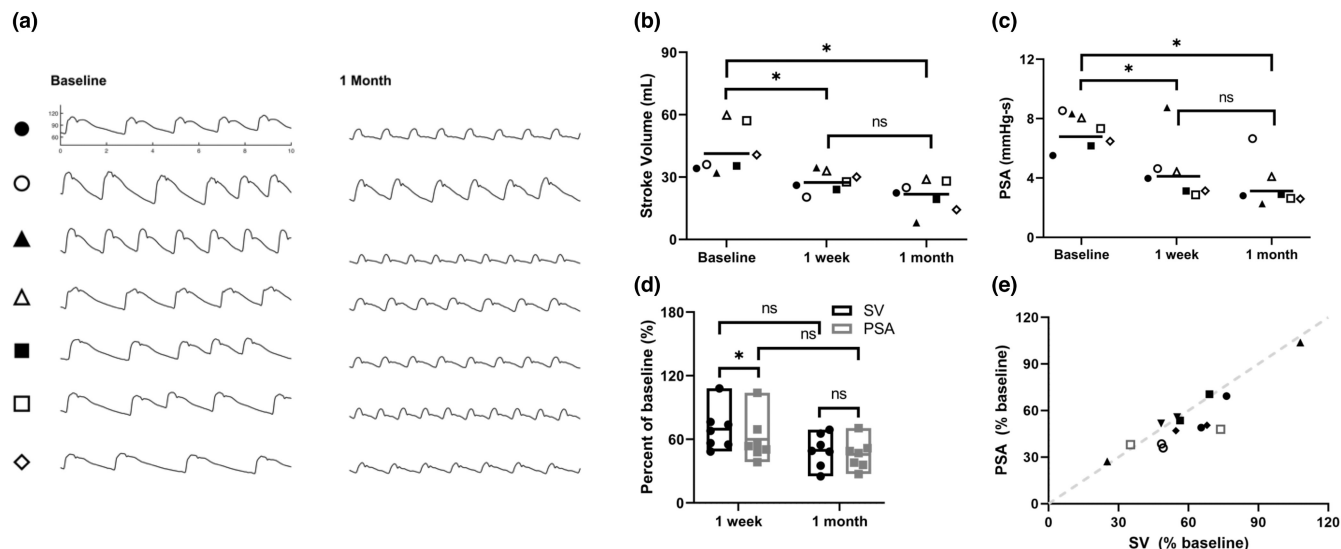 (a)
Baseline
1 Month
120
90
60
0
2
4
6
8
10
(b)
Stroke Volume (mL)
90
60
30
0
*
*
ns
Baseline
1 week
1 month
(c)
PSA (mmHg-s)
12
8
4
0
*
*
ns
Baseline
1 week
1 month
(d)
Percent of baseline (%)
180
120
60
0
SV
PSA
ns
ns
*
ns
1 week
1 month
(e)
PSA (% baseline)
120
90
60
30
0
0
30
60
90
120
SV (% baseline)